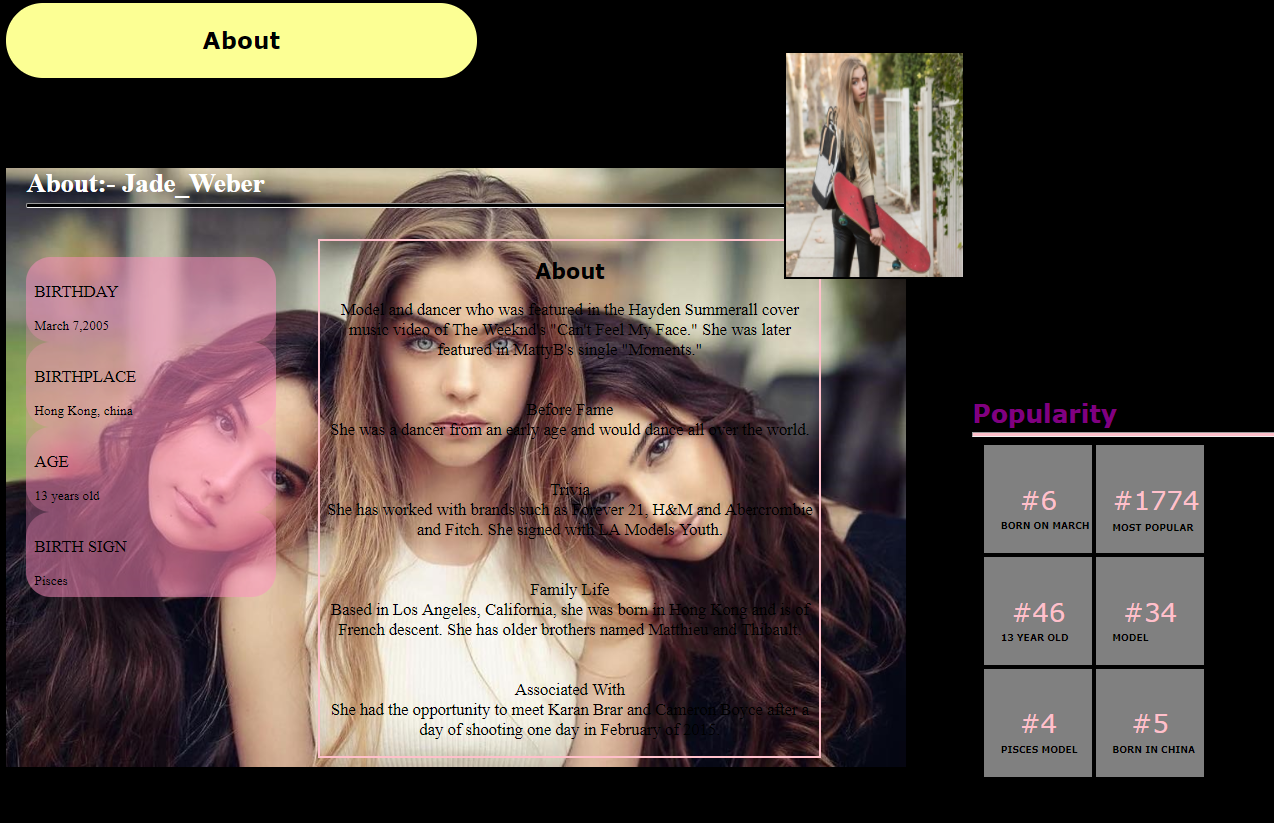 About
About:- Jade_Weber
BIRTHDAY
March 7,2005
BIRTHPLACE
Hong Kong, china
AGE
13 years old
BIRTH SIGN
Pisces
About
Model and dancer who was featured in the Hayden Summerall cover
music video of The Weeknd's "Can't Feel My Face." She was later
featured in MattyB's single "Moments."
Before Fame
She was a dancer from an early age and would dance all over the world.
Trivia
She has worked with brands such as Forever 21, H&M and Abercrombie
and Fitch. She signed with LA Models Youth.
Family Life
Based in Los Angeles, California, she was born in Hong Kong and is of
French descent. She has older brothers named Matthieu and Thibault.
Associated With
She had the opportunity to meet Karan Brar and Cameron Boyce after a
day of shooting one day in February of
Popularity
#6
BORN ON MARCH
#1774
MOST POPULAR
#46
13 YEAR OLD
#34
MODEL
#4
PISCES MODEL
#5
BORN IN CHINA